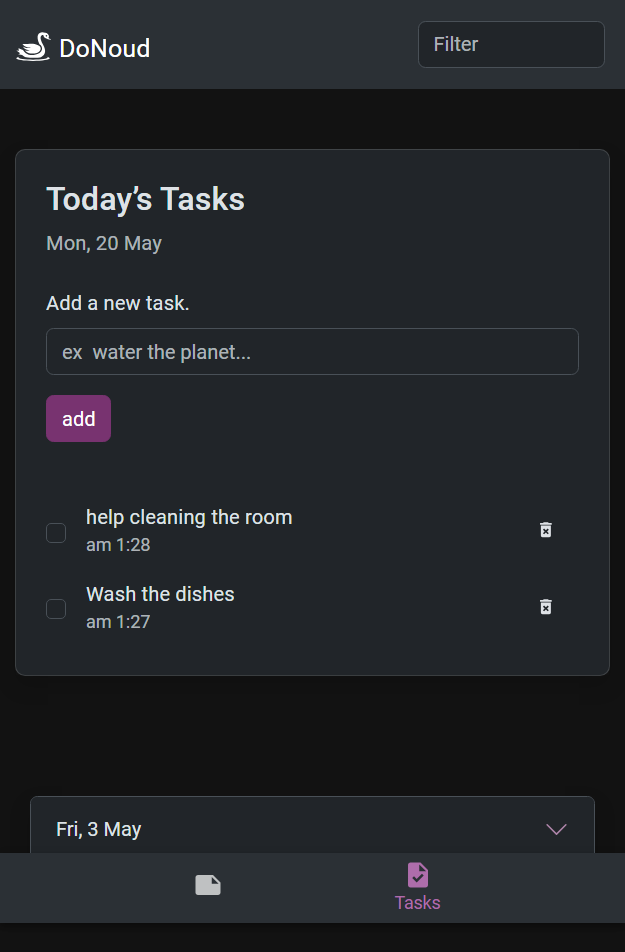 DoNoud
Filter
Today’s Tasks
Mon, 20 May
Add a new task.
ex  water the planet...
add
help cleaning the room
am 1:28
Wash the dishes
am 1:27
Fri, 3 May
Tasks